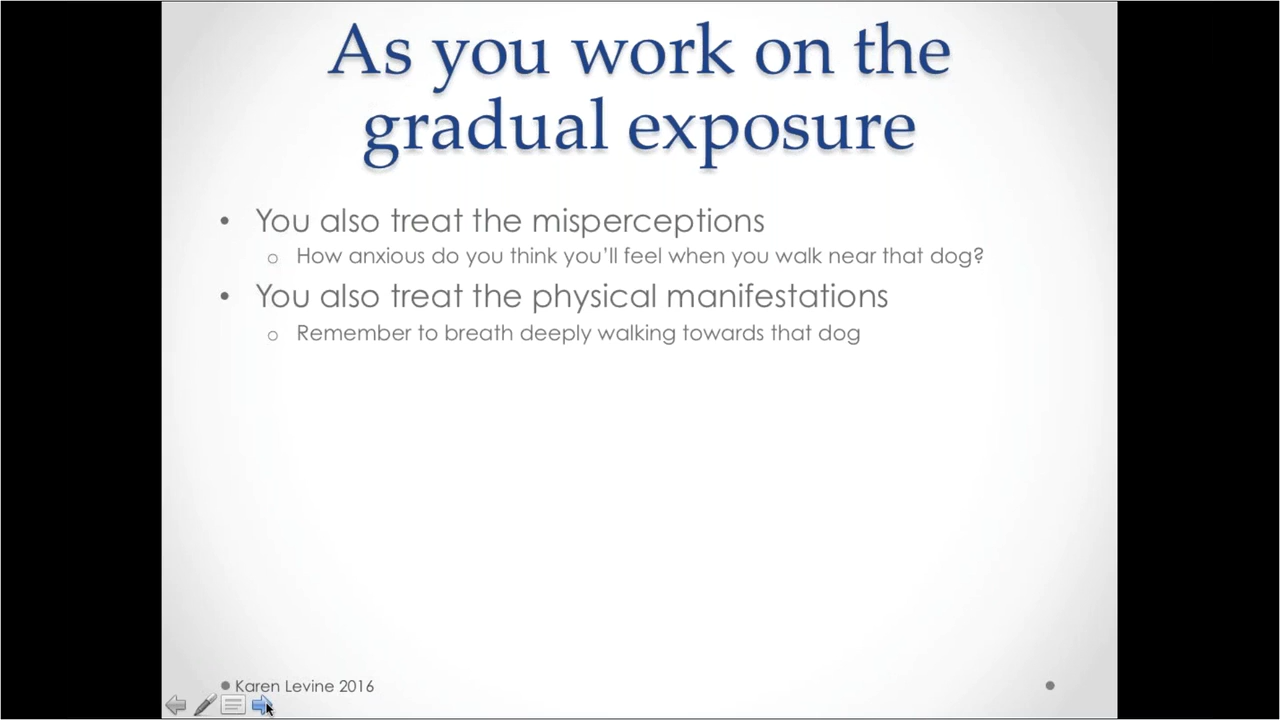 As you work on the
gradual exposure
• You also treat the misperceptions
o How anxious do you think you'll feel when you walk near that dog?
• You also treat the physical manifestations
o Remember to breath deeply walking towards that dog
• Karen Levine 2016